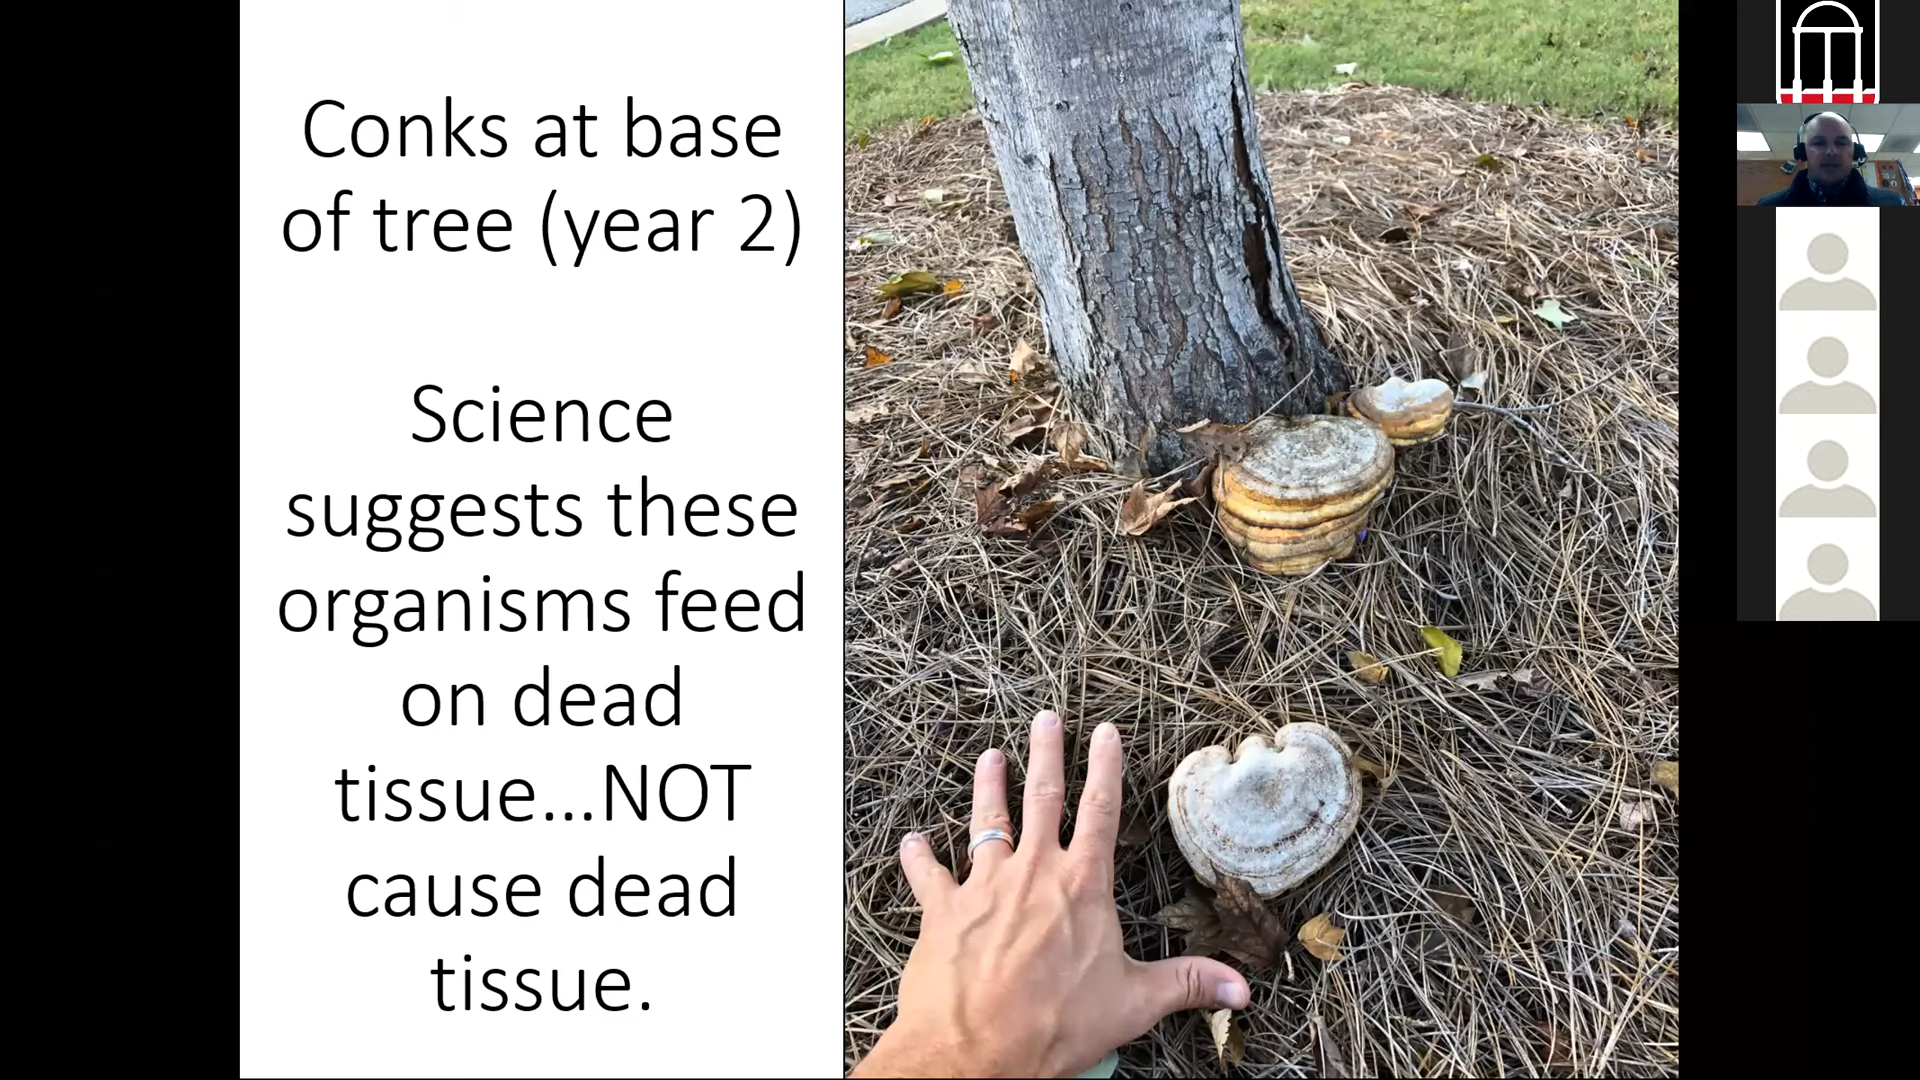 Conks at base
of tree (year 2)
Science
suggests these
organisms feed
on dead
tissue...NOT
cause dead
tissue.